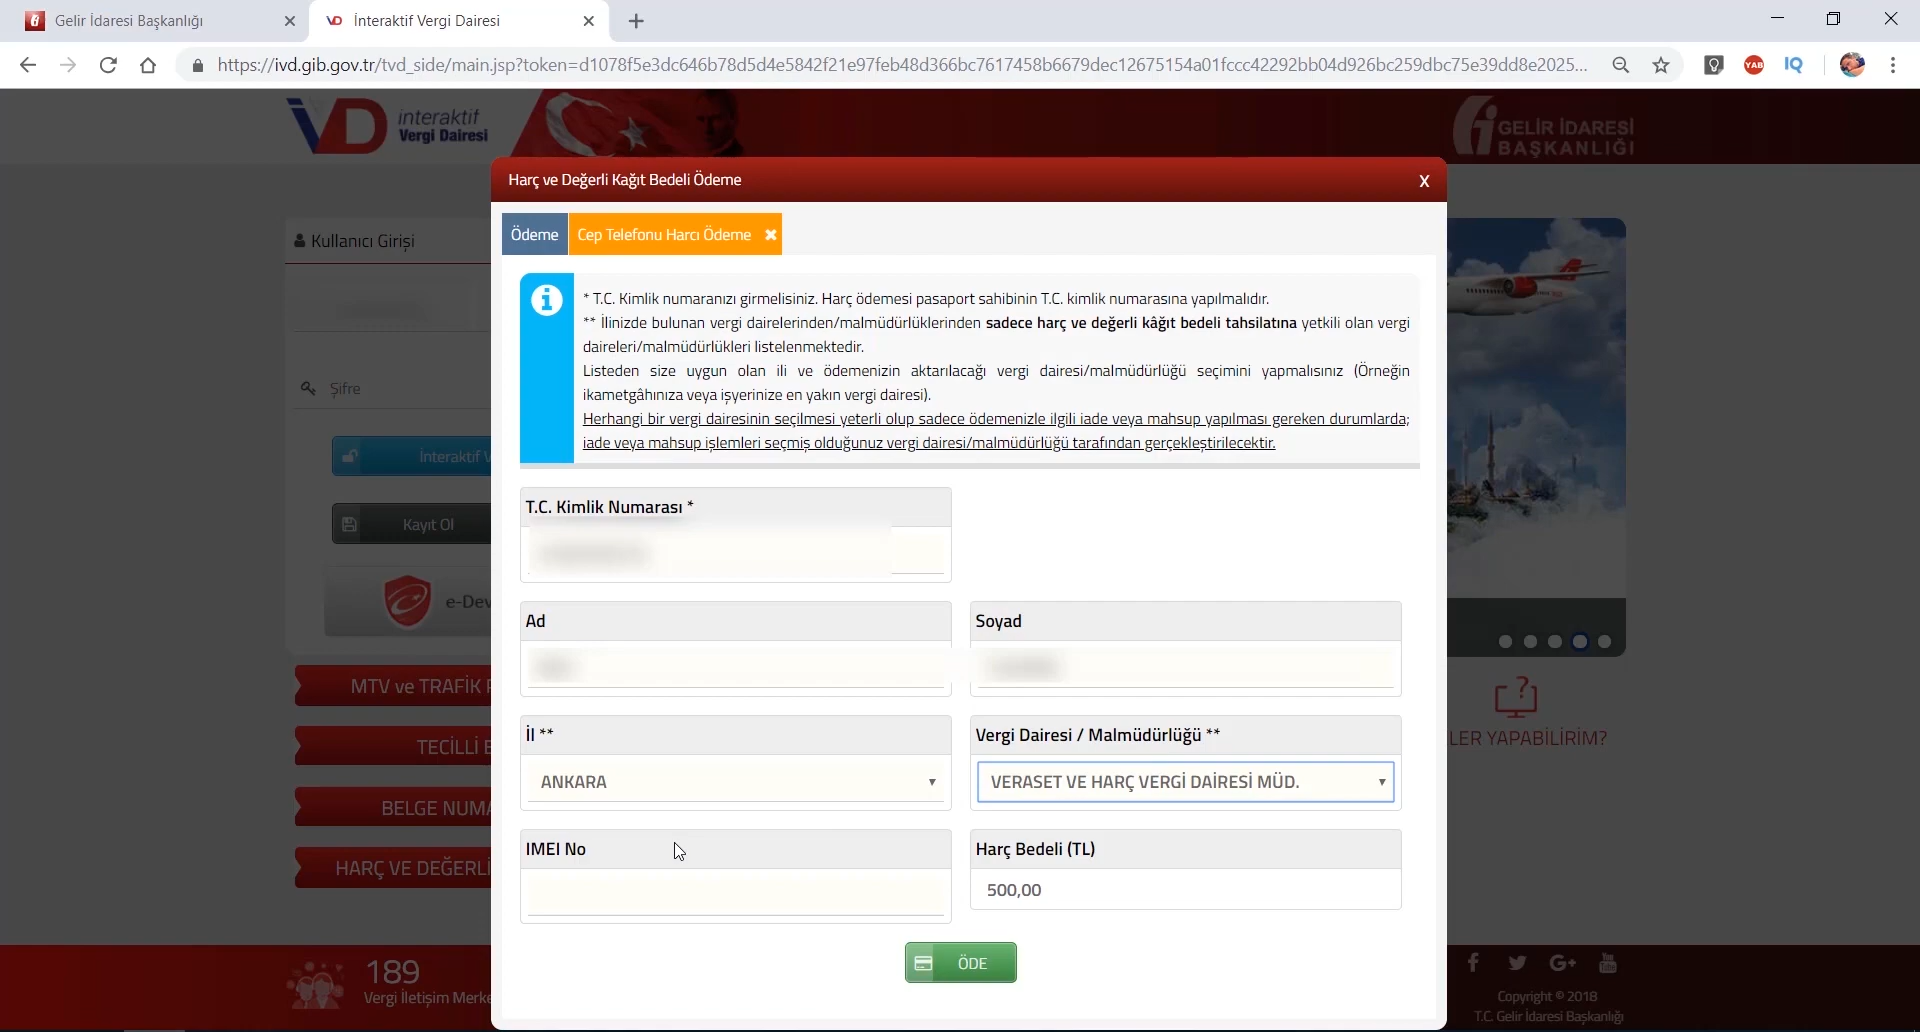 Gelir İdaresi Başkanlığı
İnteraktif Vergi Dairesi
https://ivd.gib.gov.tr/tvd_side/main.jsp?token=d1078f5e3dc646b78d5d4e5842f21e97feb48d366bc7617458b6679dec12675154a01fccc42292bb04d926bc259dbc75e39dd8e2025...
YAB
IQ
VD interaktif
Vergi Dairesi
GELİR İDARESİ
BAŞKANLIĞI
Harç ve Değerli Kağıt Bedeli Ödeme
X
Ödeme
Cep Telefonu Harcı Ödeme
Kullanıcı Girişi
* T.C. Kimlik numaranızı girmelisiniz. Harç ödemesi pasaport sahibinin T.C. kimlik numarasına yapılmalıdır.
** İlinizde bulunan vergi dairelerinden/malmüdürlüklerinden sadece harç ve değerli kâğıt bedeli tahsilatına yetkili olan vergi
daireleri/malmüdürlükleri listelenmektedir.
Listeden size uygun olan ili ve ödemenizin aktarılacağı vergi dairesi/malmüdürlüğü seçimini yapmalısınız (Örneğin
ikametgâhınıza veya işyerinize en yakın vergi dairesi).
Herhangi bir vergi dairesinin seçilmesi yeterli olup sadece ödemenizle ilgili iade veya mahsup yapılması gereken durumlarda;
iade veya mahsup işlemleri seçmiş olduğunuz vergi dairesi/malmüdürlüğü tarafından gerçekleştirilecektir.
Şifre
İnteraktif V
Kayıt Ol
e-Dev
T.C. Kimlik Numarası *
Ad
Soyad
İl **
Vergi Dairesi / Malmüdürlüğü **
ANKARA
VERASET VE HARÇ VERGİ DAİRESİ MÜD.
IMEI No
Harç Bedeli (TL)
500,00
ÖDE
MTV ve TRAFİK P
TECİLLİ B
BELGE NUMA
HARÇ VE DEĞERLİ
LER YAPABİLİRİM?
189
Vergi İletişim Merke
Copyright © 2018
T.C. Gelir İdaresi Başkanlığı